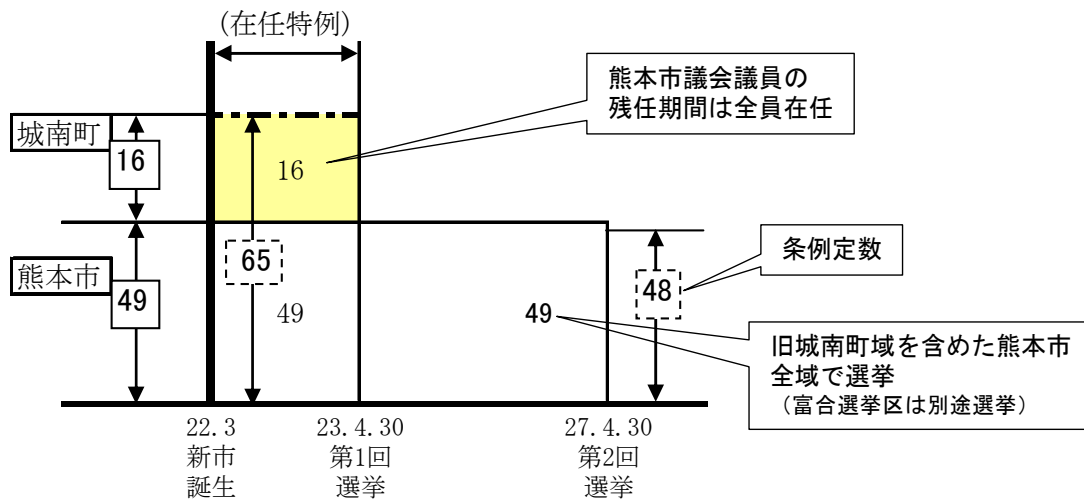 (在任特例)
熊本市議会議員の
残任期間は全員在任
城南町
16
16
65
熊本市
49
49
49
48
条例定数
旧城南町域を含めた熊本市
全域で選挙
（富合選挙区は別途選挙）
22.3
新市
誕生
23.4.30
第1回
選挙
27.4.30
第2回
選挙